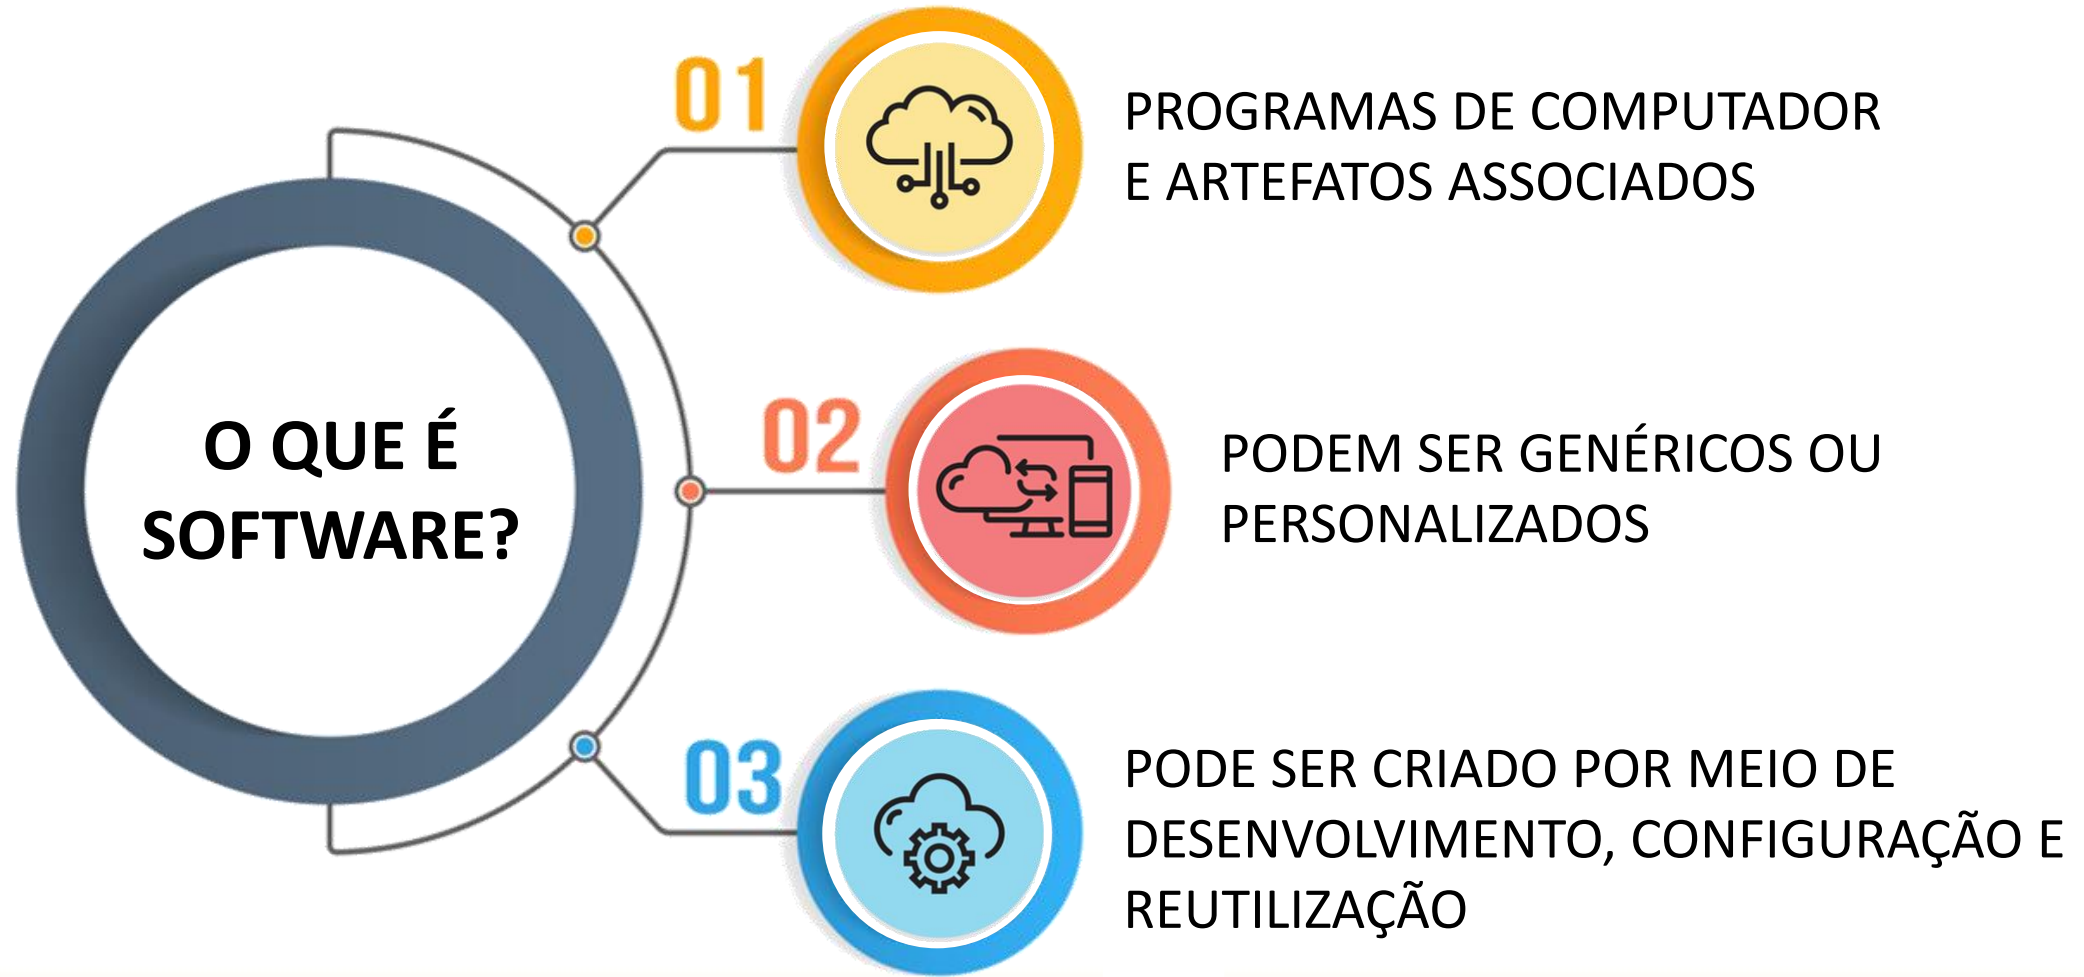 O QUE É
SOFTWARE?
01
PROGRAMAS DE COMPUTADOR
E ARTEFATOS ASSOCIADOS
02
PODEM SER GENÉRICOS OU
PERSONALIZADOS
03
PODE SER CRIADO POR MEIO DE
DESENVOLVIMENTO, CONFIGURAÇÃO E
REUTILIZAÇÃO